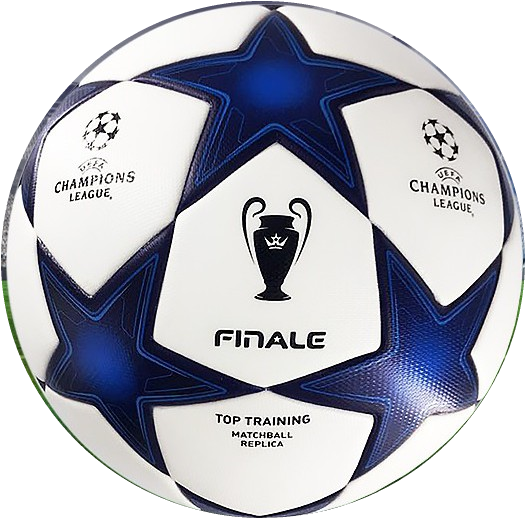 UEFA
CHAMPIONS
LEAGUE
UEFA
CHAMPIONS
LEAGUE
FINALE
TOP TRAINING
MATCHBALL
REPLICA